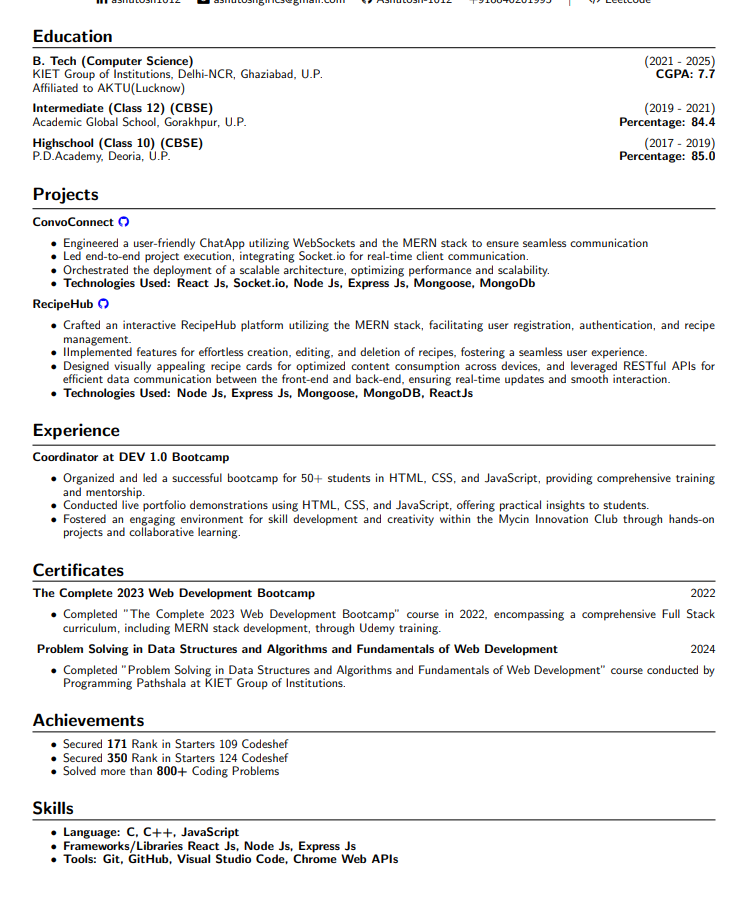 ashutosh1012 ashutoshgirics@gmail.com Ashutosh-1012 | Leetcode
Education
B. Tech (Computer Science) (2021 - 2025)
KIET Group of Institutions, Delhi-NCR, Ghaziabad, U.P. CGPA: 7.7
Affiliated to AKTU(Lucknow)
Intermediate (Class 12) (CBSE) (2019 - 2021)
Academic Global School, Gorakhpur, U.P. Percentage: 84.4
Highschool (Class 10) (CBSE) (2017 - 2019)
P.D.Academy, Deoria, U.P. Percentage: 85.0
Projects
ConvoConnect
• Engineered a user-friendly ChatApp utilizing WebSockets and the MERN stack to ensure seamless communication
• Led end-to-end project execution, integrating Socket.io for real-time client communication.
• Orchestrated the deployment of a scalable architecture, optimizing performance and scalability.
• Technologies Used: React Js, Socket.io, Node Js, Express Js, Mongoose, MongoDb
RecipeHub
• Crafted an interactive RecipeHub platform utilizing the MERN stack, facilitating user registration, authentication, and recipe
management.
• IImplemented features for effortless creation, editing, and deletion of recipes, fostering a seamless user experience.
• Designed visually appealing recipe cards for optimized content consumption across devices, and leveraged RESTful APIs for
efficient data communication between the front-end and back-end, ensuring real-time updates and smooth interaction.
• Technologies Used: Node Js, Express Js, Mongoose, MongoDB, ReactJs
Experience
Coordinator at DEV 1.0 Bootcamp
• Organized and led a successful bootcamp for 50+ students in HTML, CSS, and JavaScript, providing comprehensive training
and mentorship.
• Conducted live portfolio demonstrations using HTML, CSS, and JavaScript, offering practical insights to students.
• Fostered an engaging environment for skill development and creativity within the Mycin Innovation Club through hands-on
projects and collaborative learning.
Certificates
The Complete 2023 Web Development Bootcamp 2022
• Completed "The Complete 2023 Web Development Bootcamp" course in 2022, encompassing a comprehensive Full Stack
curriculum, including MERN stack development, through Udemy training.
Problem Solving in Data Structures and Algorithms and Fundamentals of Web Development 2024
• Completed "Problem Solving in Data Structures and Algorithms and Fundamentals of Web Development" course conducted by
Programming Pathshala at KIET Group of Institutions.
Achievements
• Secured 171 Rank in Starters 109 Codeshef
• Secured 350 Rank in Starters 124 Codeshef
• Solved more than 800+ Coding Problems
Skills
• Language: C, C++, JavaScript
• Frameworks/Libraries React Js, Node Js, Express Js
• Tools: Git, GitHub, Visual Studio Code, Chrome Web APIs